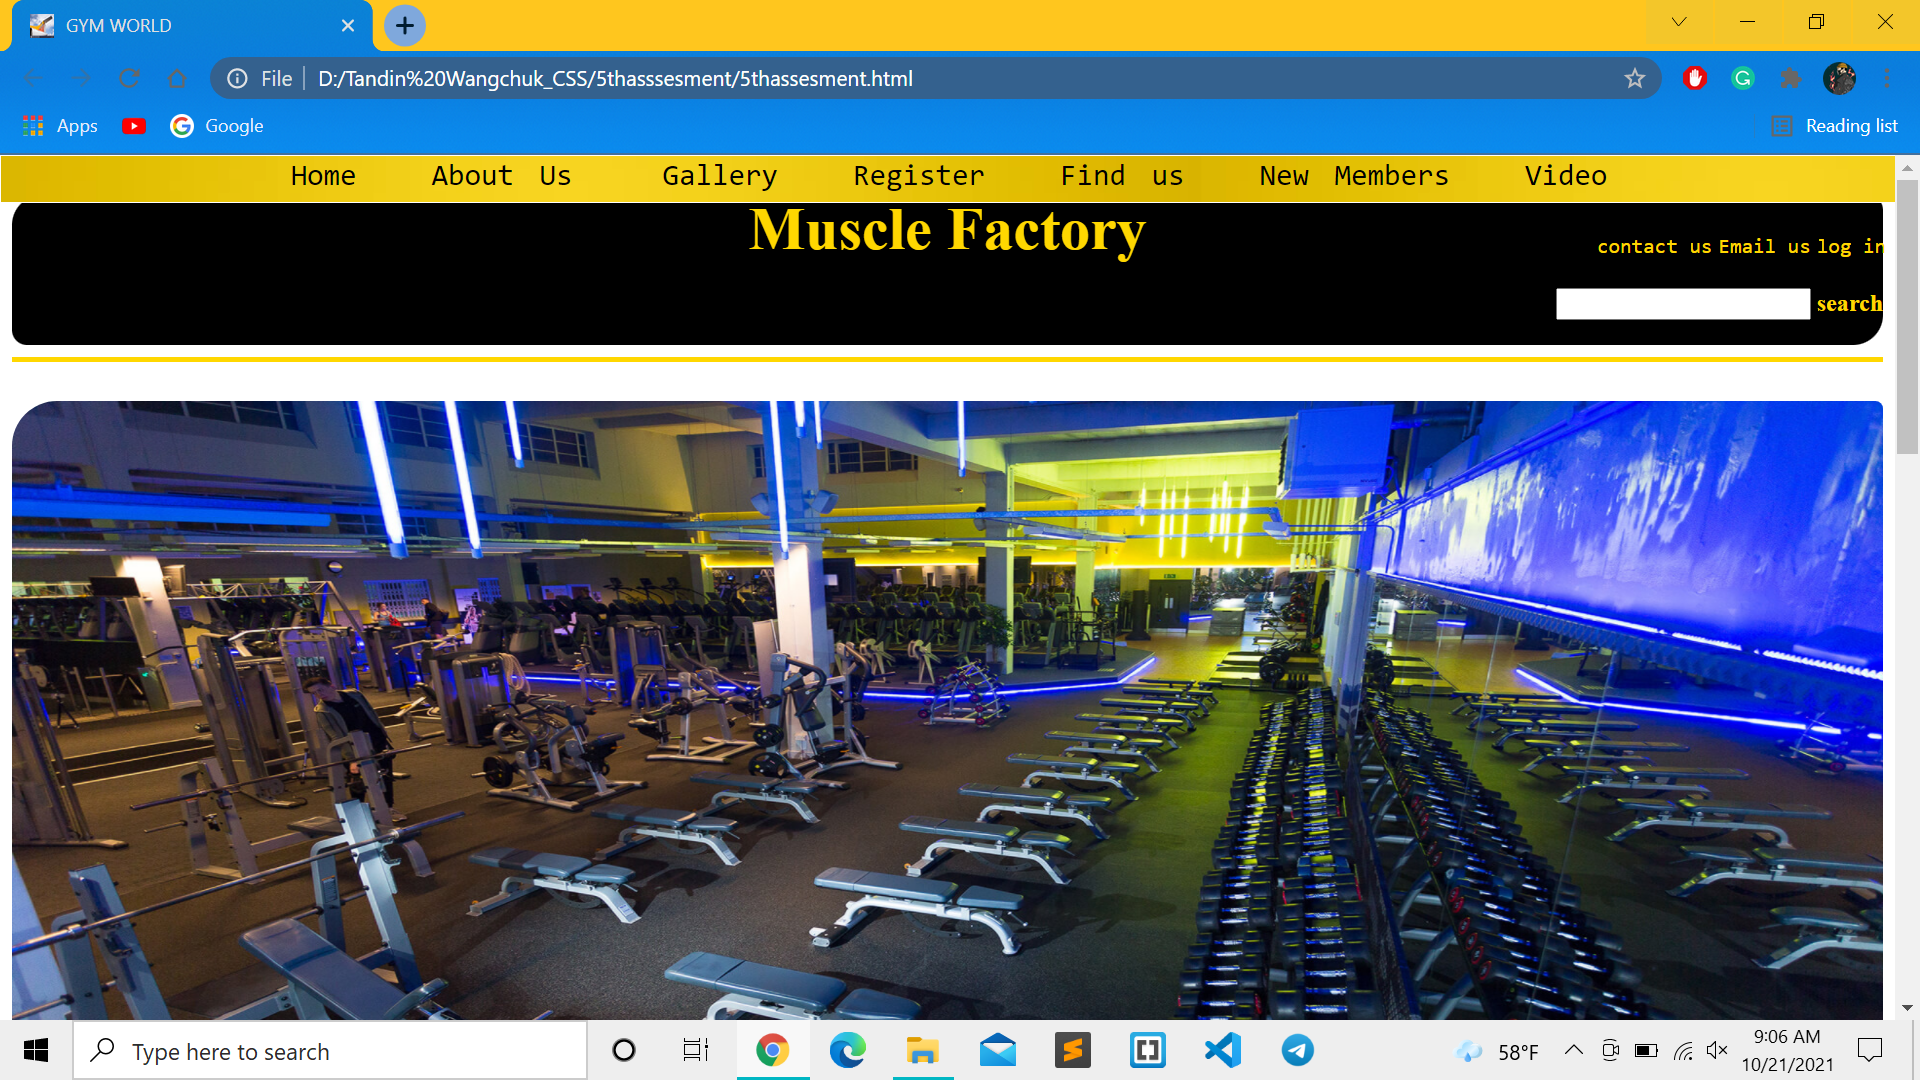 GYM WORLD
File D:/Tandin%20Wangchuk_CSS/5thasssesment/5thassesment.html
Apps Google Reading list
Home About Us Gallery Register Find us New Members Video
Muscle Factory
contact us Email us log in
search
Type here to search 58°F 9:06 AM
10/21/2021